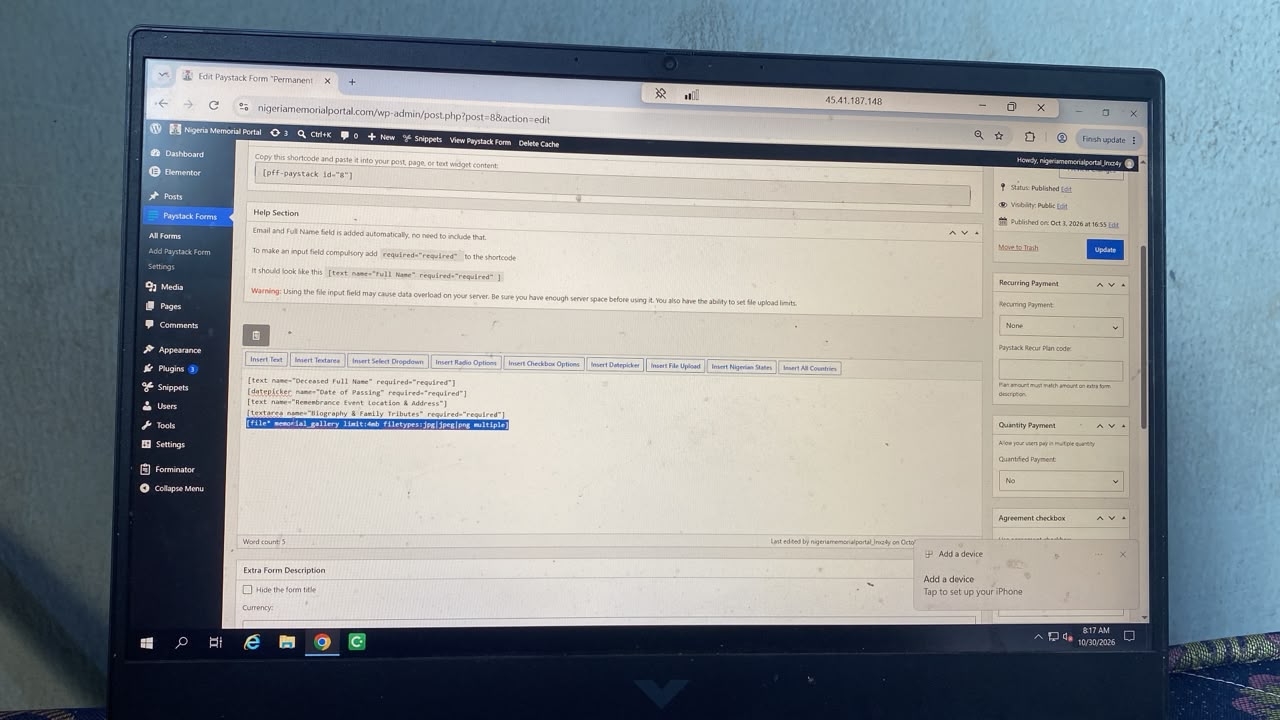 Edit Paystack Form "Permanent
45.41.187.148
nigeriamemorialportal.com/wp-admin/post.php?post=8&action=edit
Finish update
Nigeria Memorial Portal
3
Ctrl+K
0
New
Snippets
View Paystack Form
Delete Cache
Howdy, nigeriamemorialportal_lnxz4y
Dashboard
Elementor
Posts
Paystack Forms
All Forms
Add Paystack Form
Settings
Media
Pages
Comments
Appearance
Plugins 3
Snippets
Users
Tools
Settings
Forminator
Collapse Menu
Copy this shortcode and paste it into your post, page, or text widget content:
[pff-paystack id="8"]
Help Section
Email and Full Name field is added automatically, no need to include that.
To make an input field compulsory add required="required" to the shortcode
It should look like this [text name="Full Name" required="required" ]
Warning: Using the file input field may cause data overload on your server. Be sure you have enough server space before using it. You also have the ability to set file upload limits.
Insert Text
Insert Textarea
Insert Select Dropdown
Insert Radio Options
Insert Checkbox Options
Insert Datepicker
Insert File Upload
Insert Nigerian States
Insert All Countries
[text name="Deceased Full Name" required="required"]
[datepicker name="Date of Passing" required="required"]
[text name="Remembrance Event Location & Address"]
[textarea name="Biography & Family Tributes" required="required"]
[file* memorial_gallery limit:4mb filetypes:jpg|jpeg|png multiple]
Word count: 5
Last edited by nigeriamemorialportal_lnxz4y on Octo
Extra Form Description
Hide the form title
Currency:
Status: Published Edit
Visibility: Public Edit
Published on: Oct 3, 2026 at 16:55 Edit
Move to Trash
Update
Recurring Payment
Recurring Payment:
None
Paystack Recur Plan code:
Plan amount must match amount on extra form description.
Quantity Payment
Allow your users pay in multiple quantity
Quantified Payment:
No
Agreement checkbox
Add a device
Add a device
Tap to set up your iPhone
8:17 AM
10/30/2026